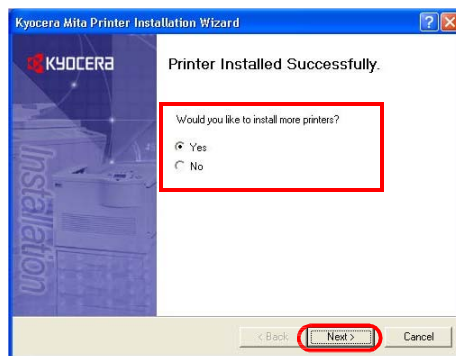 Kyocera Mita Printer Installation Wizard
KYOCERA
Printer Installed Successfully.
Would you like to install more printers?
Yes
No
Installation
< Back
Next >
Cancel